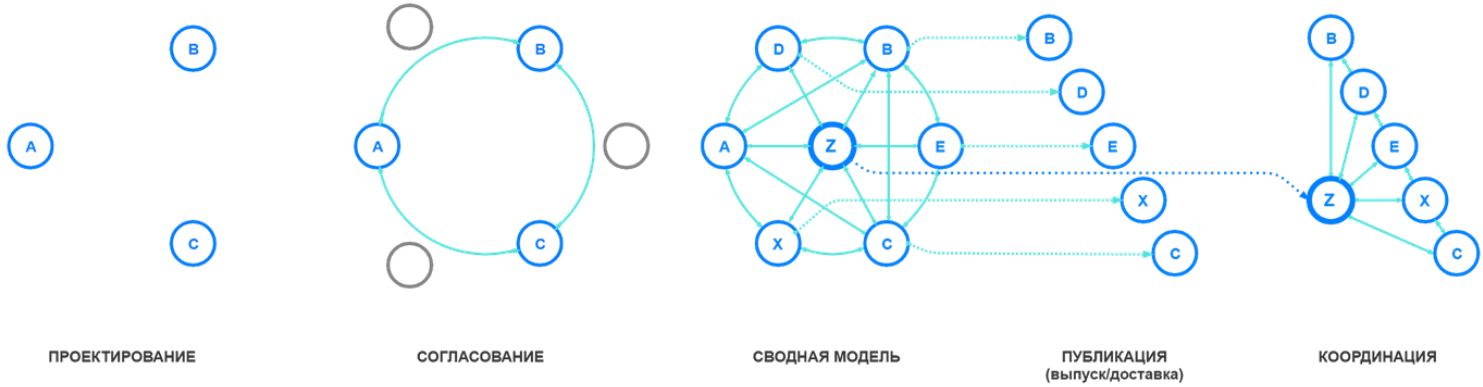 B
A
C
ПРОЕКТИРОВАНИЕ
B
A
C
СОГЛАСОВАНИЕ
D B
A Z E
X C
СВОДНАЯ МОДЕЛЬ
B
D
E
X
C
ПУБЛИКАЦИЯ
(выпуск/доставка)
B
D
E
Z X
C
КООРДИНАЦИЯ